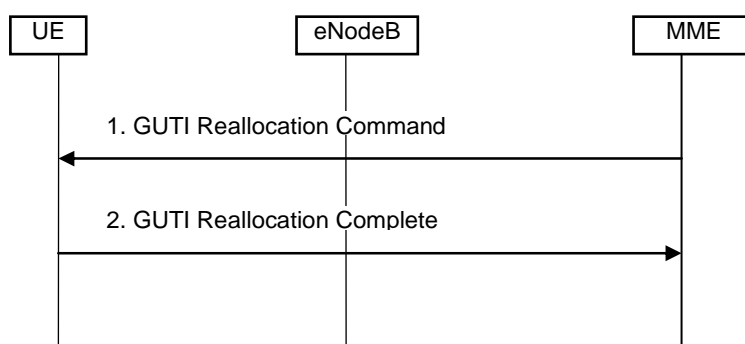 UE
eNodeB
MME
1. GUTI Reallocation Command
2. GUTI Reallocation Complete